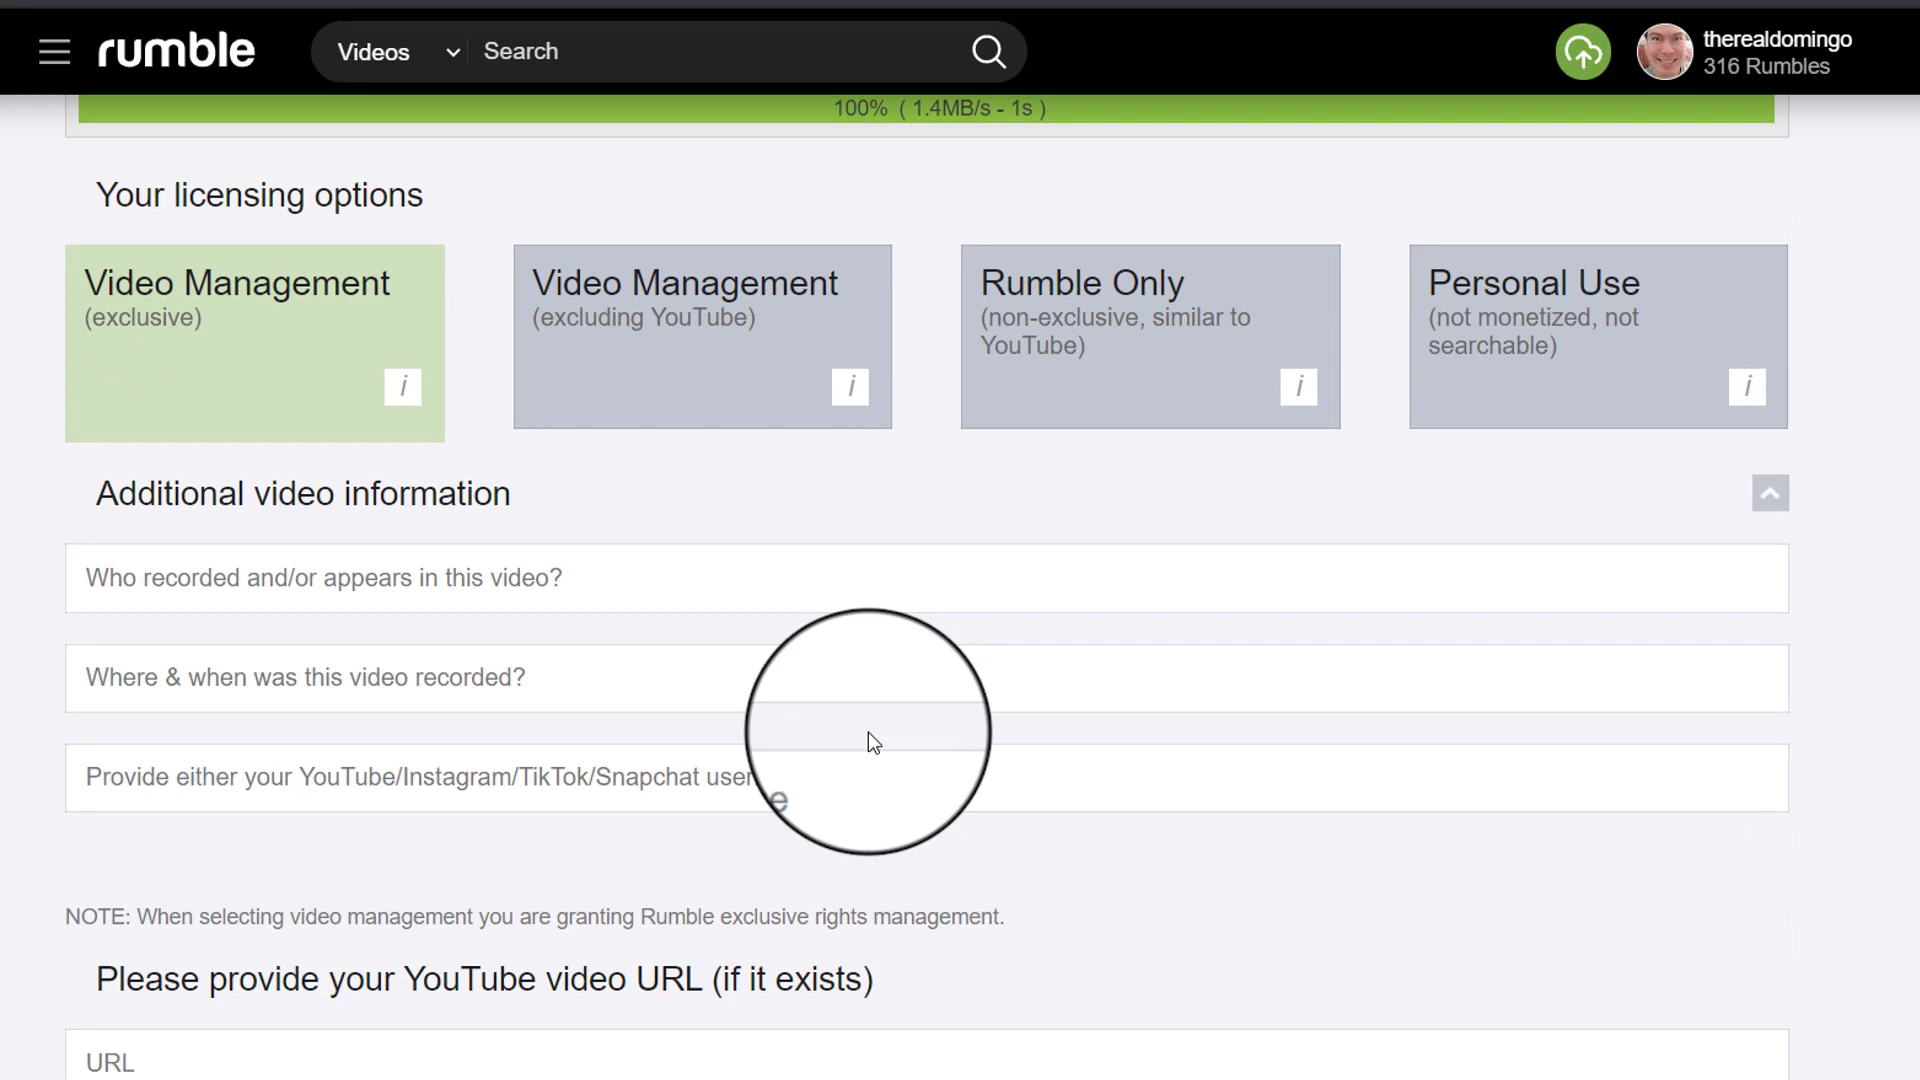 rumble
Videos
Search
therealdomingo
316 Rumbles
100% ( 1.4MB/s - 1s )
Your licensing options
Video Management
(exclusive)
i
Video Management
(excluding YouTube)
i
Rumble Only
(non-exclusive, similar to
YouTube)
i
Personal Use
(not monetized, not
searchable)
i
Additional video information
Who recorded and/or appears in this video?
Where & when was this video recorded?
Provide either your YouTube/Instagram/TikTok/Snapchat user
NOTE: When selecting video management you are granting Rumble exclusive rights management.
Please provide your YouTube video URL (if it exists)
URL